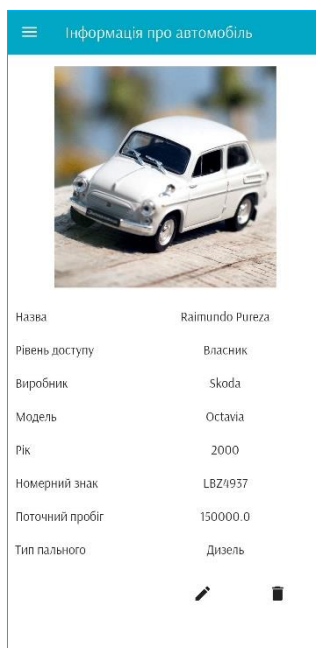 Інформація про автомобіль
Назва Raimundo Pureza
Рівень доступу Власник
Виробник Skoda
Модель Octavia
Рік 2000
Номерний знак LBZ4937
Поточний пробіг 150000.0
Тип пального Дизель